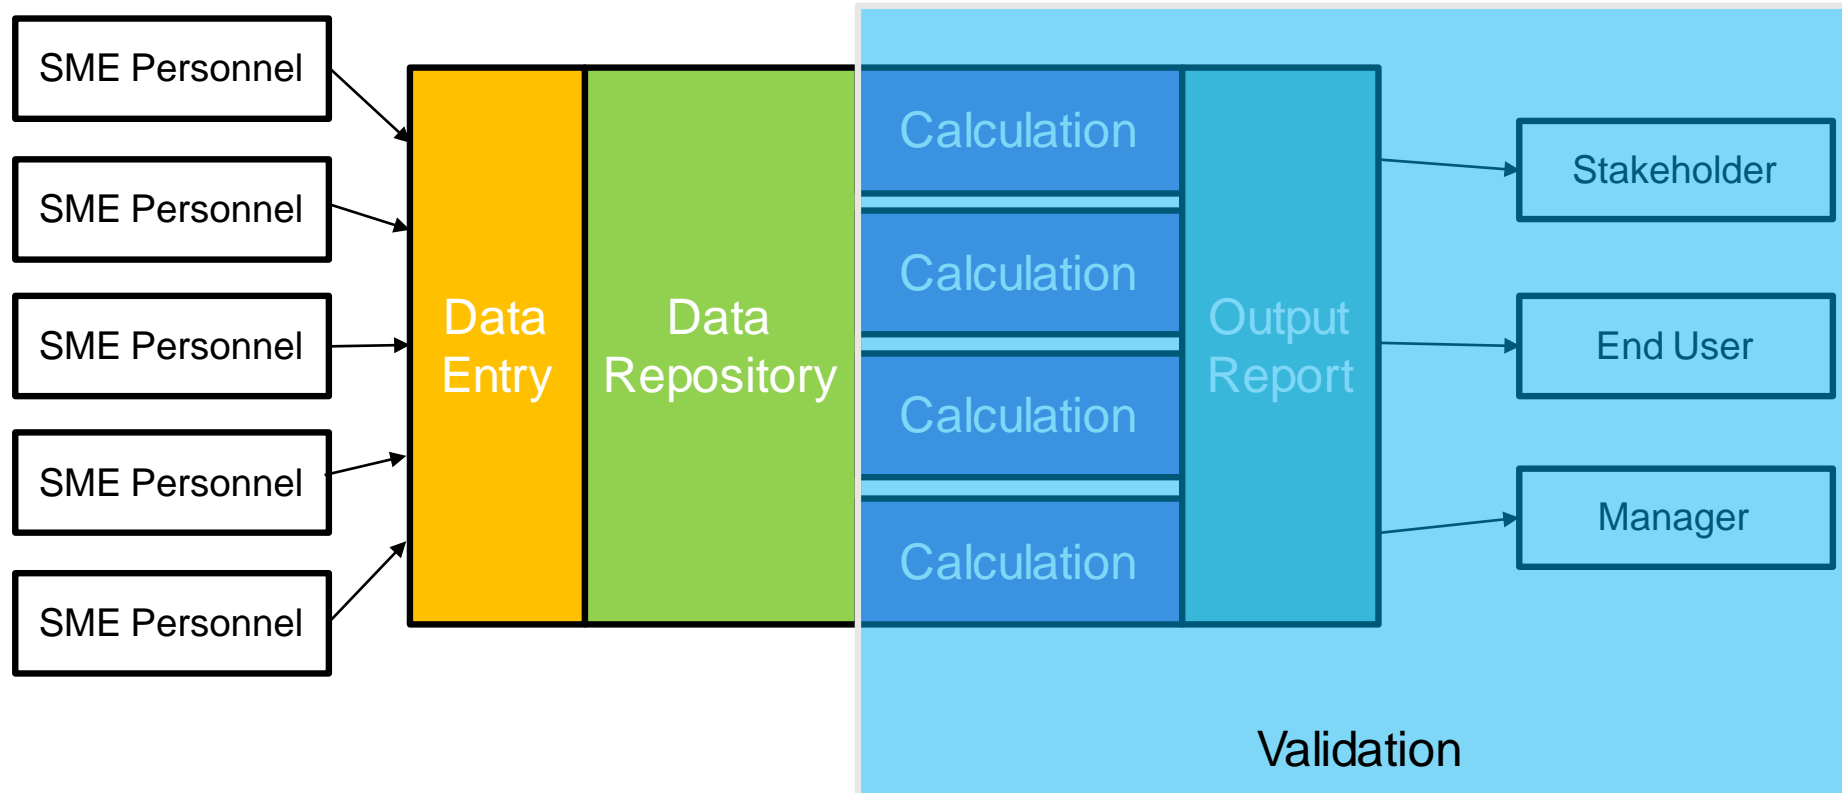 SME Personnel
SME Personnel
SME Personnel
SME Personnel
SME Personnel
Data
Entry
Data
Repository
Calculation
Calculation
Calculation
Calculation
Output
Report
Stakeholder
End User
Manager
Validation